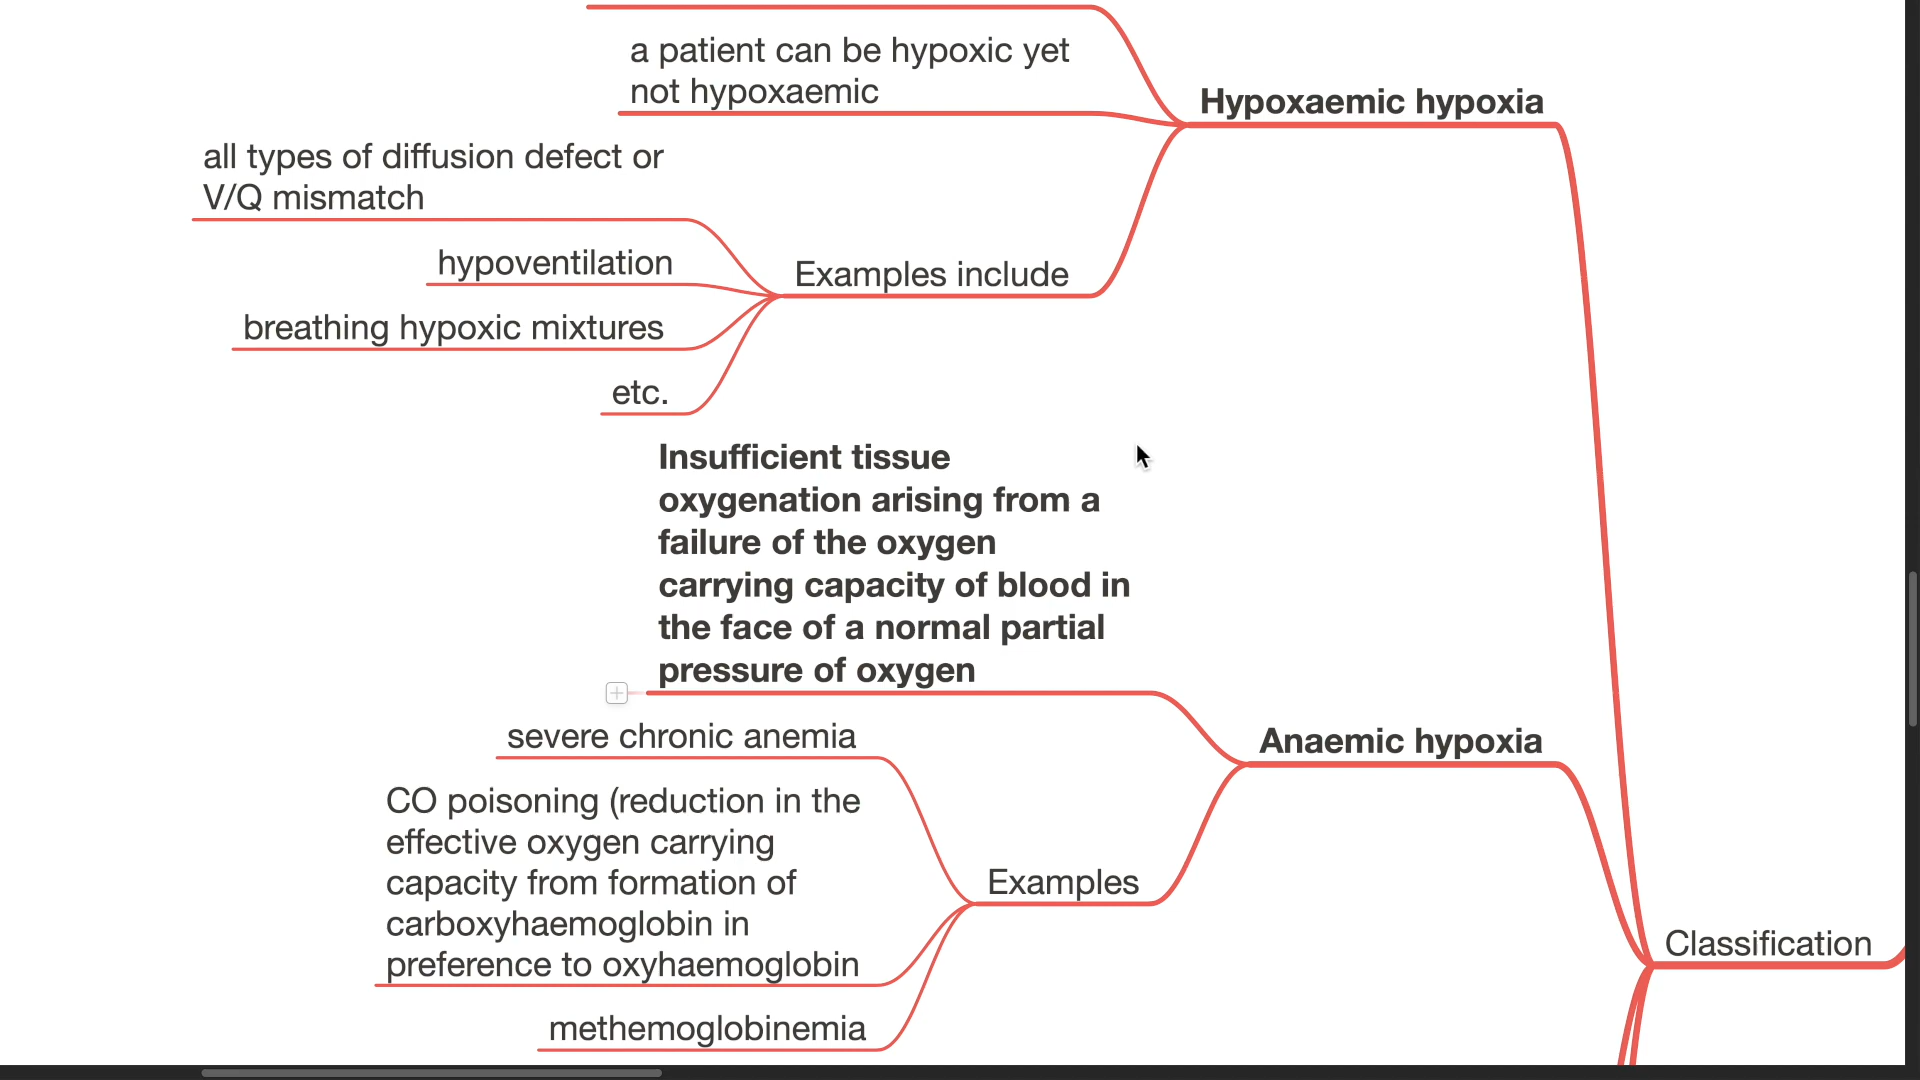 a patient can be hypoxic yet
not hypoxaemic
Hypoxaemic hypoxia
all types of diffusion defect or
V/Q mismatch
hypoventilation
Examples include
breathing hypoxic mixtures
etc.
Insufficient tissue
oxygenation arising from a
failure of the oxygen
carrying capacity of blood in
the face of a normal partial
pressure of oxygen
severe chronic anemia
Anaemic hypoxia
CO poisoning (reduction in the
effective oxygen carrying
capacity from formation of
carboxyhaemoglobin in
preference to oxyhaemoglobin
Examples
methemoglobinemia
Classification